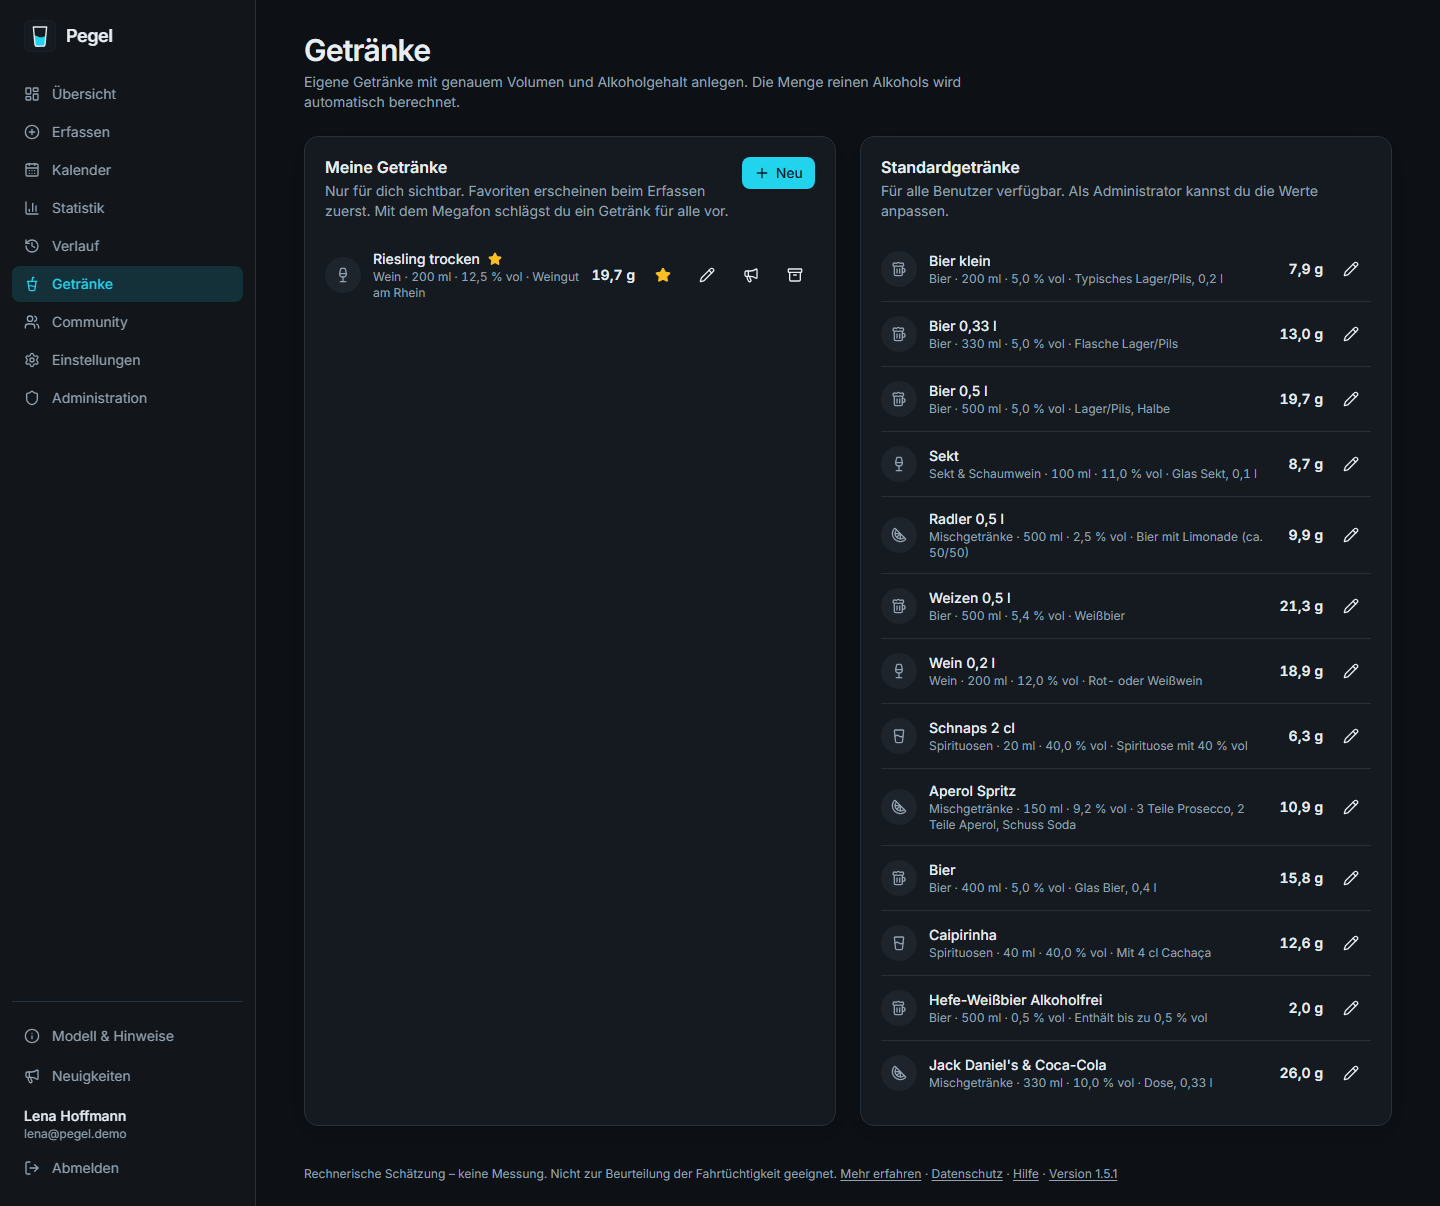 Pegel
Übersicht
Erfassen
Kalender
Statistik
Verlauf
Getränke
Community
Einstellungen
Administration
Modell & Hinweise
Neuigkeiten
Lena Hoffmann
lena@pegel.demo
Abmelden
Getränke
Eigene Getränke mit genauem Volumen und Alkoholgehalt anlegen. Die Menge reinen Alkohols wird
automatisch berechnet.
Meine Getränke
Neu
Nur für dich sichtbar. Favoriten erscheinen beim Erfassen
zuerst. Mit dem Megafon schlägst du ein Getränk für alle vor.
Riesling trocken
Wein · 200 ml · 12,5 % vol · Weingut
am Rhein
19,7 g
Standardgetränke
Für alle Benutzer verfügbar. Als Administrator kannst du die Werte
anpassen.
Bier klein
Bier · 200 ml · 5,0 % vol · Typisches Lager/Pils, 0,2 l
7,9 g
Bier 0,33 l
Bier · 330 ml · 5,0 % vol · Flasche Lager/Pils
13,0 g
Bier 0,5 l
Bier · 500 ml · 5,0 % vol · Lager/Pils, Halbe
19,7 g
Sekt
Sekt & Schaumwein · 100 ml · 11,0 % vol · Glas Sekt, 0,1 l
8,7 g
Radler 0,5 l
Mischgetränke · 500 ml · 2,5 % vol · Bier mit Limonade (ca.
50/50)
9,9 g
Weizen 0,5 l
Bier · 500 ml · 5,4 % vol · Weißbier
21,3 g
Wein 0,2 l
Wein · 200 ml · 12,0 % vol · Rot- oder Weißwein
18,9 g
Schnaps 2 cl
Spirituosen · 20 ml · 40,0 % vol · Spirituose mit 40 % vol
6,3 g
Aperol Spritz
Mischgetränke · 150 ml · 9,2 % vol · 3 Teile Prosecco, 2
Teile Aperol, Schuss Soda
10,9 g
Bier
Bier · 400 ml · 5,0 % vol · Glas Bier, 0,4 l
15,8 g
Caipirinha
Spirituosen · 40 ml · 40,0 % vol · Mit 4 cl Cachaça
12,6 g
Hefe-Weißbier Alkoholfrei
Bier · 500 ml · 0,5 % vol · Enthält bis zu 0,5 % vol
2,0 g
Jack Daniel's & Coca-Cola
Mischgetränke · 330 ml · 10,0 % vol · Dose, 0,33 l
26,0 g
Rechnerische Schätzung – keine Messung. Nicht zur Beurteilung der Fahrtüchtigkeit geeignet. Mehr erfahren · Datenschutz · Hilfe · Version 1.5.1